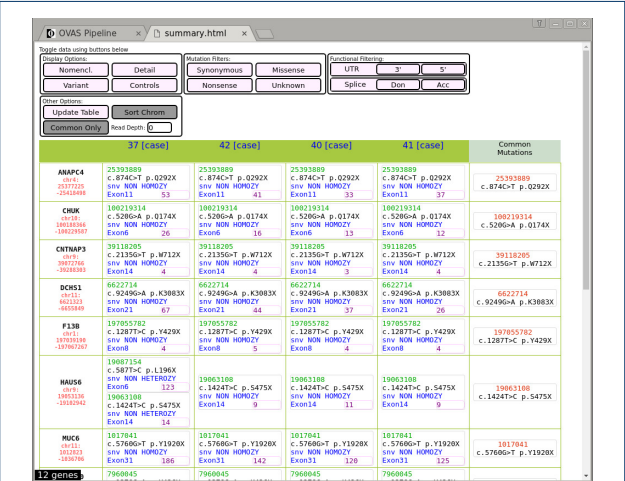 OVAS Pipeline
summary.html
Toggle data using buttons below
Display Options:
Nomencl.
Detail
Variant
Controls
Mutation Filters:
Synonymous
Missense
Nonsense
Unknown
Functional Filtering:
UTR
3'
5'
Splice
Don
Acc
Other Options:
Update Table
Sort Chrom
Common Only
Read Depth: 0
37 [case]
42 [case]
40 [case]
41 [case]
Common
Mutations
ANAPC4
chr4:
25377225
-25418498
25393889
c.874C>T p.Q292X
snv NON HOMOZY
Exon11 53
25393889
c.874C>T p.Q292X
snv NON HOMOZY
Exon11 41
25393889
c.874C>T p.Q292X
snv NON HOMOZY
Exon11 33
25393889
c.874C>T p.Q292X
snv NON HOMOZY
Exon11 37
25393889
c.874C>T p.Q292X
CHUK
chr10:
100188366
-100229587
100219314
c.520G>A p.Q174X
snv NON HOMOZY
Exon6 26
100219314
c.520G>A p.Q174X
snv NON HOMOZY
Exon6 16
100219314
c.520G>A p.Q174X
snv NON HOMOZY
Exon6 13
100219314
c.520G>A p.Q174X
snv NON HOMOZY
Exon6 12
100219314
c.520G>A p.Q174X
CNTNAP3
chr9:
39072766
-39288303
39118205
c.2135G>T p.W712X
snv NON HOMOZY
Exon14 4
39118205
c.2135G>T p.W712X
snv NON HOMOZY
Exon14 4
39118205
c.2135G>T p.W712X
snv NON HOMOZY
Exon14 3
39118205
c.2135G>T p.W712X
snv NON HOMOZY
Exon14 4
39118205
c.2135G>T p.W712X
DCHS1
chr11:
6621323
-6655849
6622714
c.9249G>A p.K3083X
snv NON HOMOZY
Exon21 67
6622714
c.9249G>A p.K3083X
snv NON HOMOZY
Exon21 44
6622714
c.9249G>A p.K3083X
snv NON HOMOZY
Exon21 37
6622714
c.9249G>A p.K3083X
snv NON HOMOZY
Exon21 26
6622714
c.9249G>A p.K3083X
F13B
chr1:
197039190
-197067267
197055782
c.1287T>C p.Y429X
snv NON HOMOZY
Exon8 4
197055782
c.1287T>C p.Y429X
snv NON HOMOZY
Exon8 5
197055782
c.1287T>C p.Y429X
snv NON HOMOZY
Exon8 4
197055782
c.1287T>C p.Y429X
snv NON HOMOZY
Exon8 4
197055782
c.1287T>C p.Y429X
HAUS6
chr9:
19053136
-19102942
19087154
c.587T>C p.L196X
snv NON HETEROZY
Exon6 123
19063108
c.1424T>C p.S475X
snv NON HETEROZY
Exon14 14
19063108
c.1424T>C p.S475X
snv NON HOMOZY
Exon14 9
19063108
c.1424T>C p.S475X
snv NON HOMOZY
Exon14 11
19063108
c.1424T>C p.S475X
snv NON HOMOZY
Exon14 9
19063108
c.1424T>C p.S475X
MUC6
chr11:
1012823
-1036706
1017041
c.5760G>T p.Y1920X
snv NON HOMOZY
Exon31 186
1017041
c.5760G>T p.Y1920X
snv NON HOMOZY
Exon31 142
1017041
c.5760G>T p.Y1920X
snv NON HOMOZY
Exon31 120
1017041
c.5760G>T p.Y1920X
snv NON HOMOZY
Exon31 125
1017041
c.5760G>T p.Y1920X
12 genes
7960045
7960045
7960045
7960045